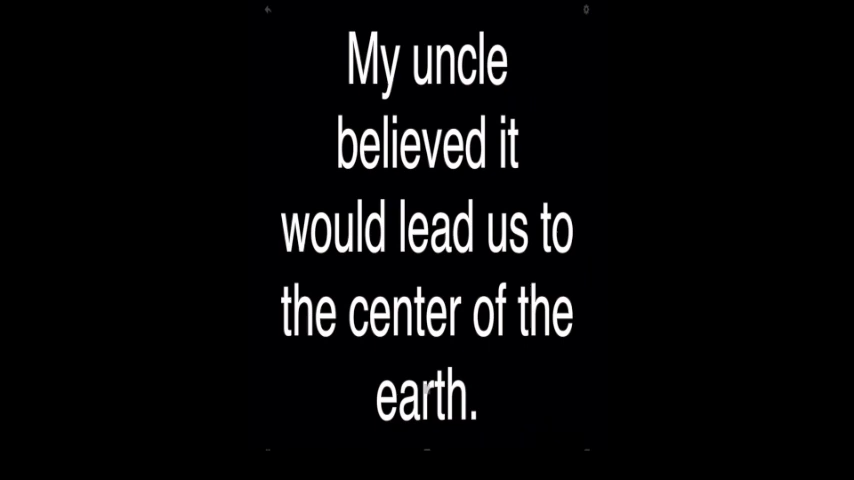 My uncle
believed it
would lead us to
the center of the
earth.